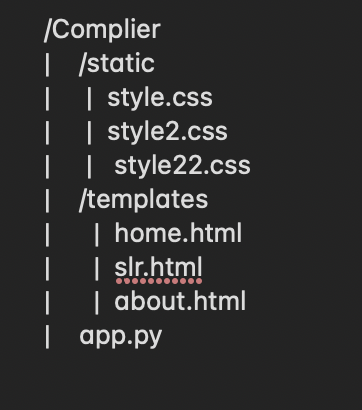 /Complier
|    /static
|     |  style.css
|     |  style2.css
|     |   style22.css
|    /templates
|      |  home.html
|      |  slr.html
|      |  about.html
|    app.py